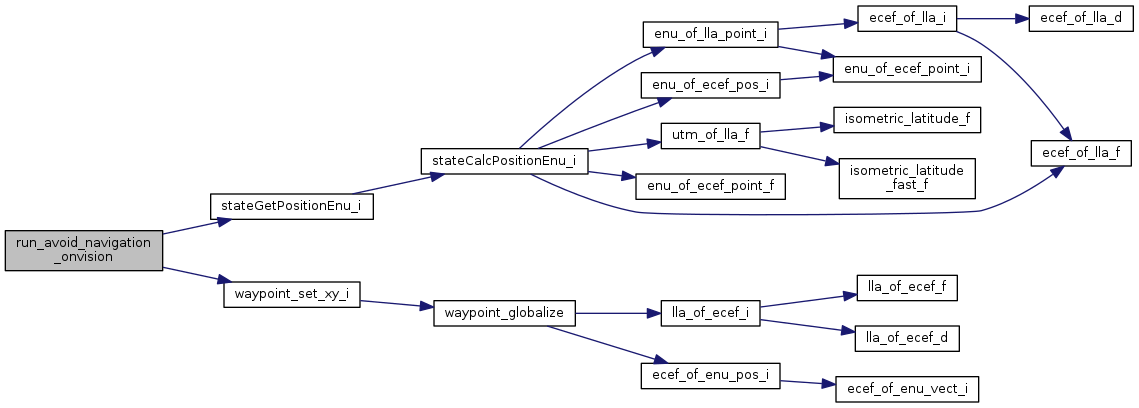 run_avoid_navigation
_onvision
stateGetPositionEnu_i
waypoint_set_xy_i
stateCalcPositionEnu_i
waypoint_globalize
enu_of_lla_point_i
enu_of_ecef_pos_i
utm_of_lla_f
enu_of_ecef_point_f
lla_of_ecef_i
ecef_of_enu_pos_i
ecef_of_lla_i
enu_of_ecef_point_i
isometric_latitude_f
isometric_latitude
_fast_f
lla_of_ecef_f
lla_of_ecef_d
ecef_of_enu_vect_i
ecef_of_lla_d
ecef_of_lla_f